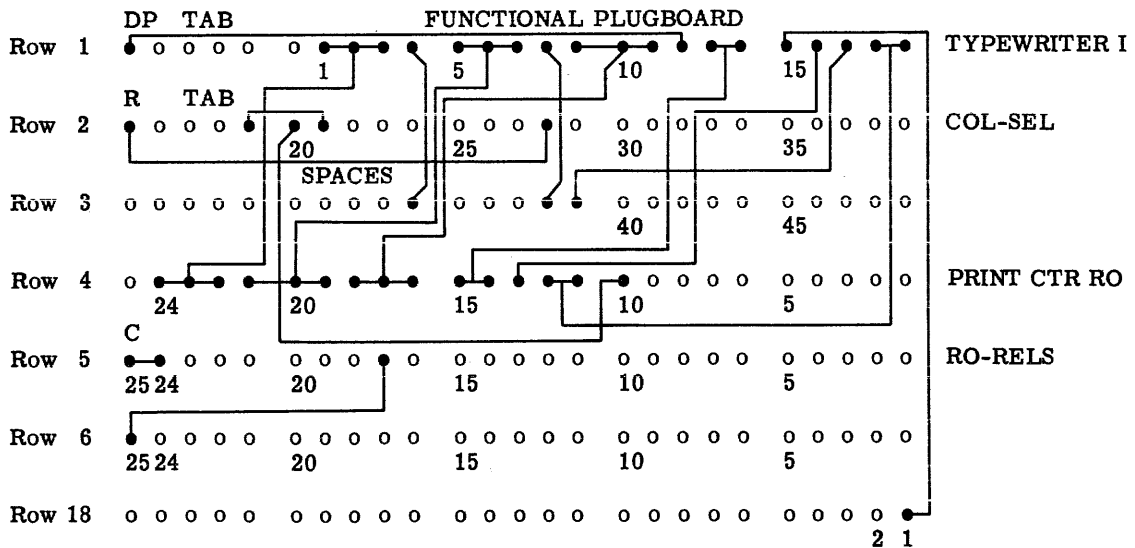 DP TAB FUNCTIONAL PLUGBOARD
Row 1 TYPEWRITER I
1 5 10 15
R TAB
Row 2 COL-SEL
20 25 30 35
SPACES
Row 3
40 45
Row 4 PRINT CTR RO
24 20 15 10 5
C
Row 5 RO-RELS
25 24 20 15 10 5
Row 6
25 24 20 15 10 5
Row 18
2 1